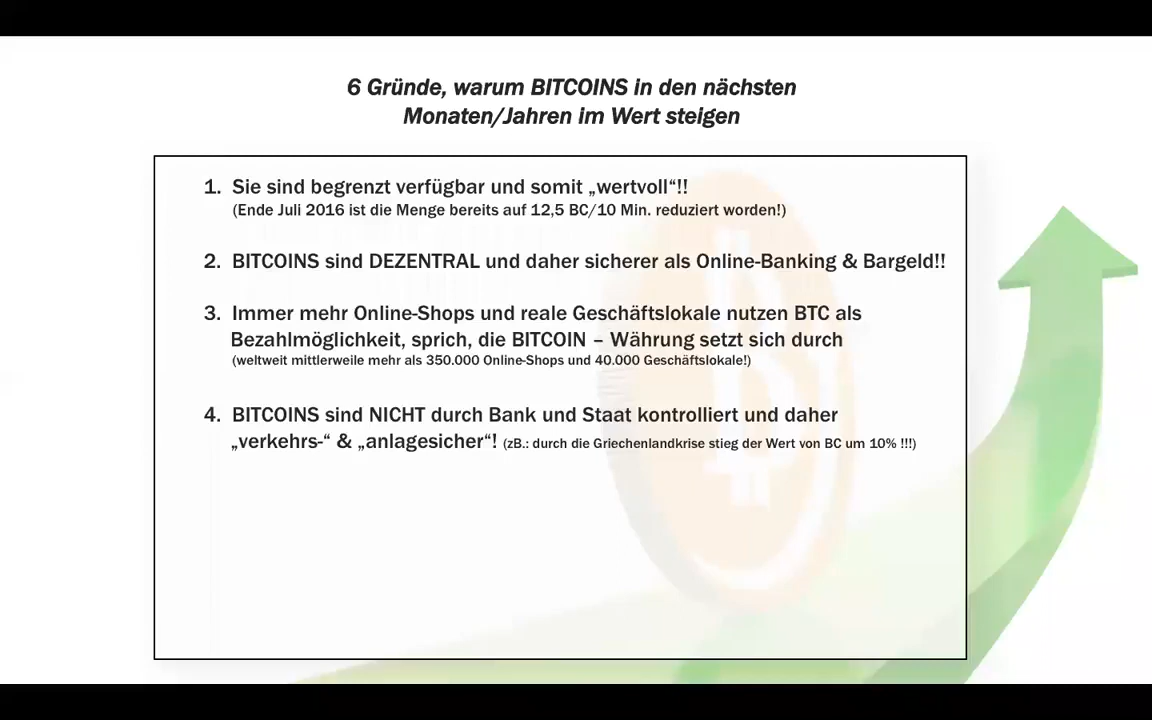 6 Gründe, warum BITCOINS in den nächsten
Monaten/Jahren im Wert steigen
1. Sie sind begrenzt verfügbar und somit „wertvoll“!!
(Ende Juli 2016 ist die Menge bereits auf 12,5 BC/10 Min. reduziert worden!)
2. BITCOINS sind DEZENTRAL und daher sicherer als Online-Banking & Bargeld!!
3. Immer mehr Online-Shops und reale Geschäftslokale nutzen BTC als
Bezahlmöglichkeit, sprich, die BITCOIN – Währung setzt sich durch
(weltweit mittlerweile mehr als 350.000 Online-Shops und 40.000 Geschäftslokale!)
4. BITCOINS sind NICHT durch Bank und Staat kontrolliert und daher
„verkehrs-“ & „anlagesicher“! (zB.: durch die Griechenlandkrise stieg der Wert von BC um 10% !!!)